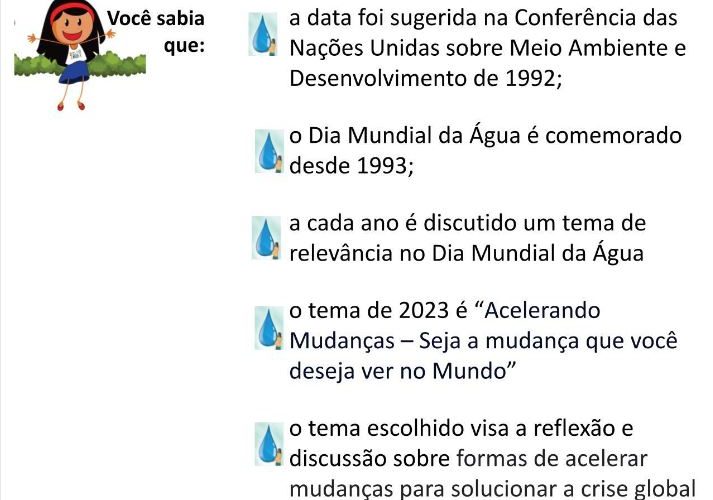 Você sabia
que:
a data foi sugerida na Conferência das
Nações Unidas sobre Meio Ambiente e
Desenvolvimento de 1992;
o Dia Mundial da Água é comemorado
desde 1993;
a cada ano é discutido um tema de
relevância no Dia Mundial da Água
o tema de 2023 é “Acelerando
Mudanças – Seja a mudança que você
deseja ver no Mundo”
o tema escolhido visa a reflexão e
discussão sobre formas de acelerar
mudanças para solucionar a crise global